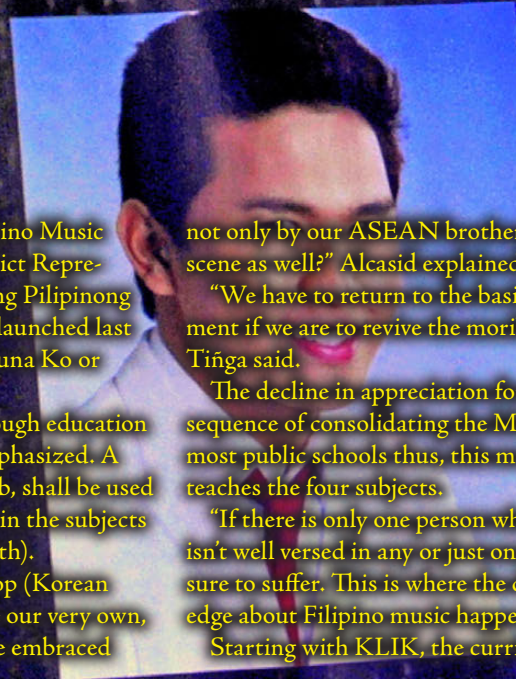 ino Music
ict Repre-
ng Pilipinong
launched last
una Ko or
ough education
phasized. A
b, shall be used
in the subjects
th).
op (Korean
our very own,
e embraced
not only by our ASEAN brother
scene as well?” Alcasid explained
“We have to return to the basi
ment if we are to revive the mori
Tiñga said.
The decline in appreciation fo
sequence of consolidating the M
most public schools thus, this m
teaches the four subjects.
“If there is only one person wh
isn’t well versed in any or just on
sure to suffer. This is where the c
edge about Filipino music happe
Starting with KLIK, the curri